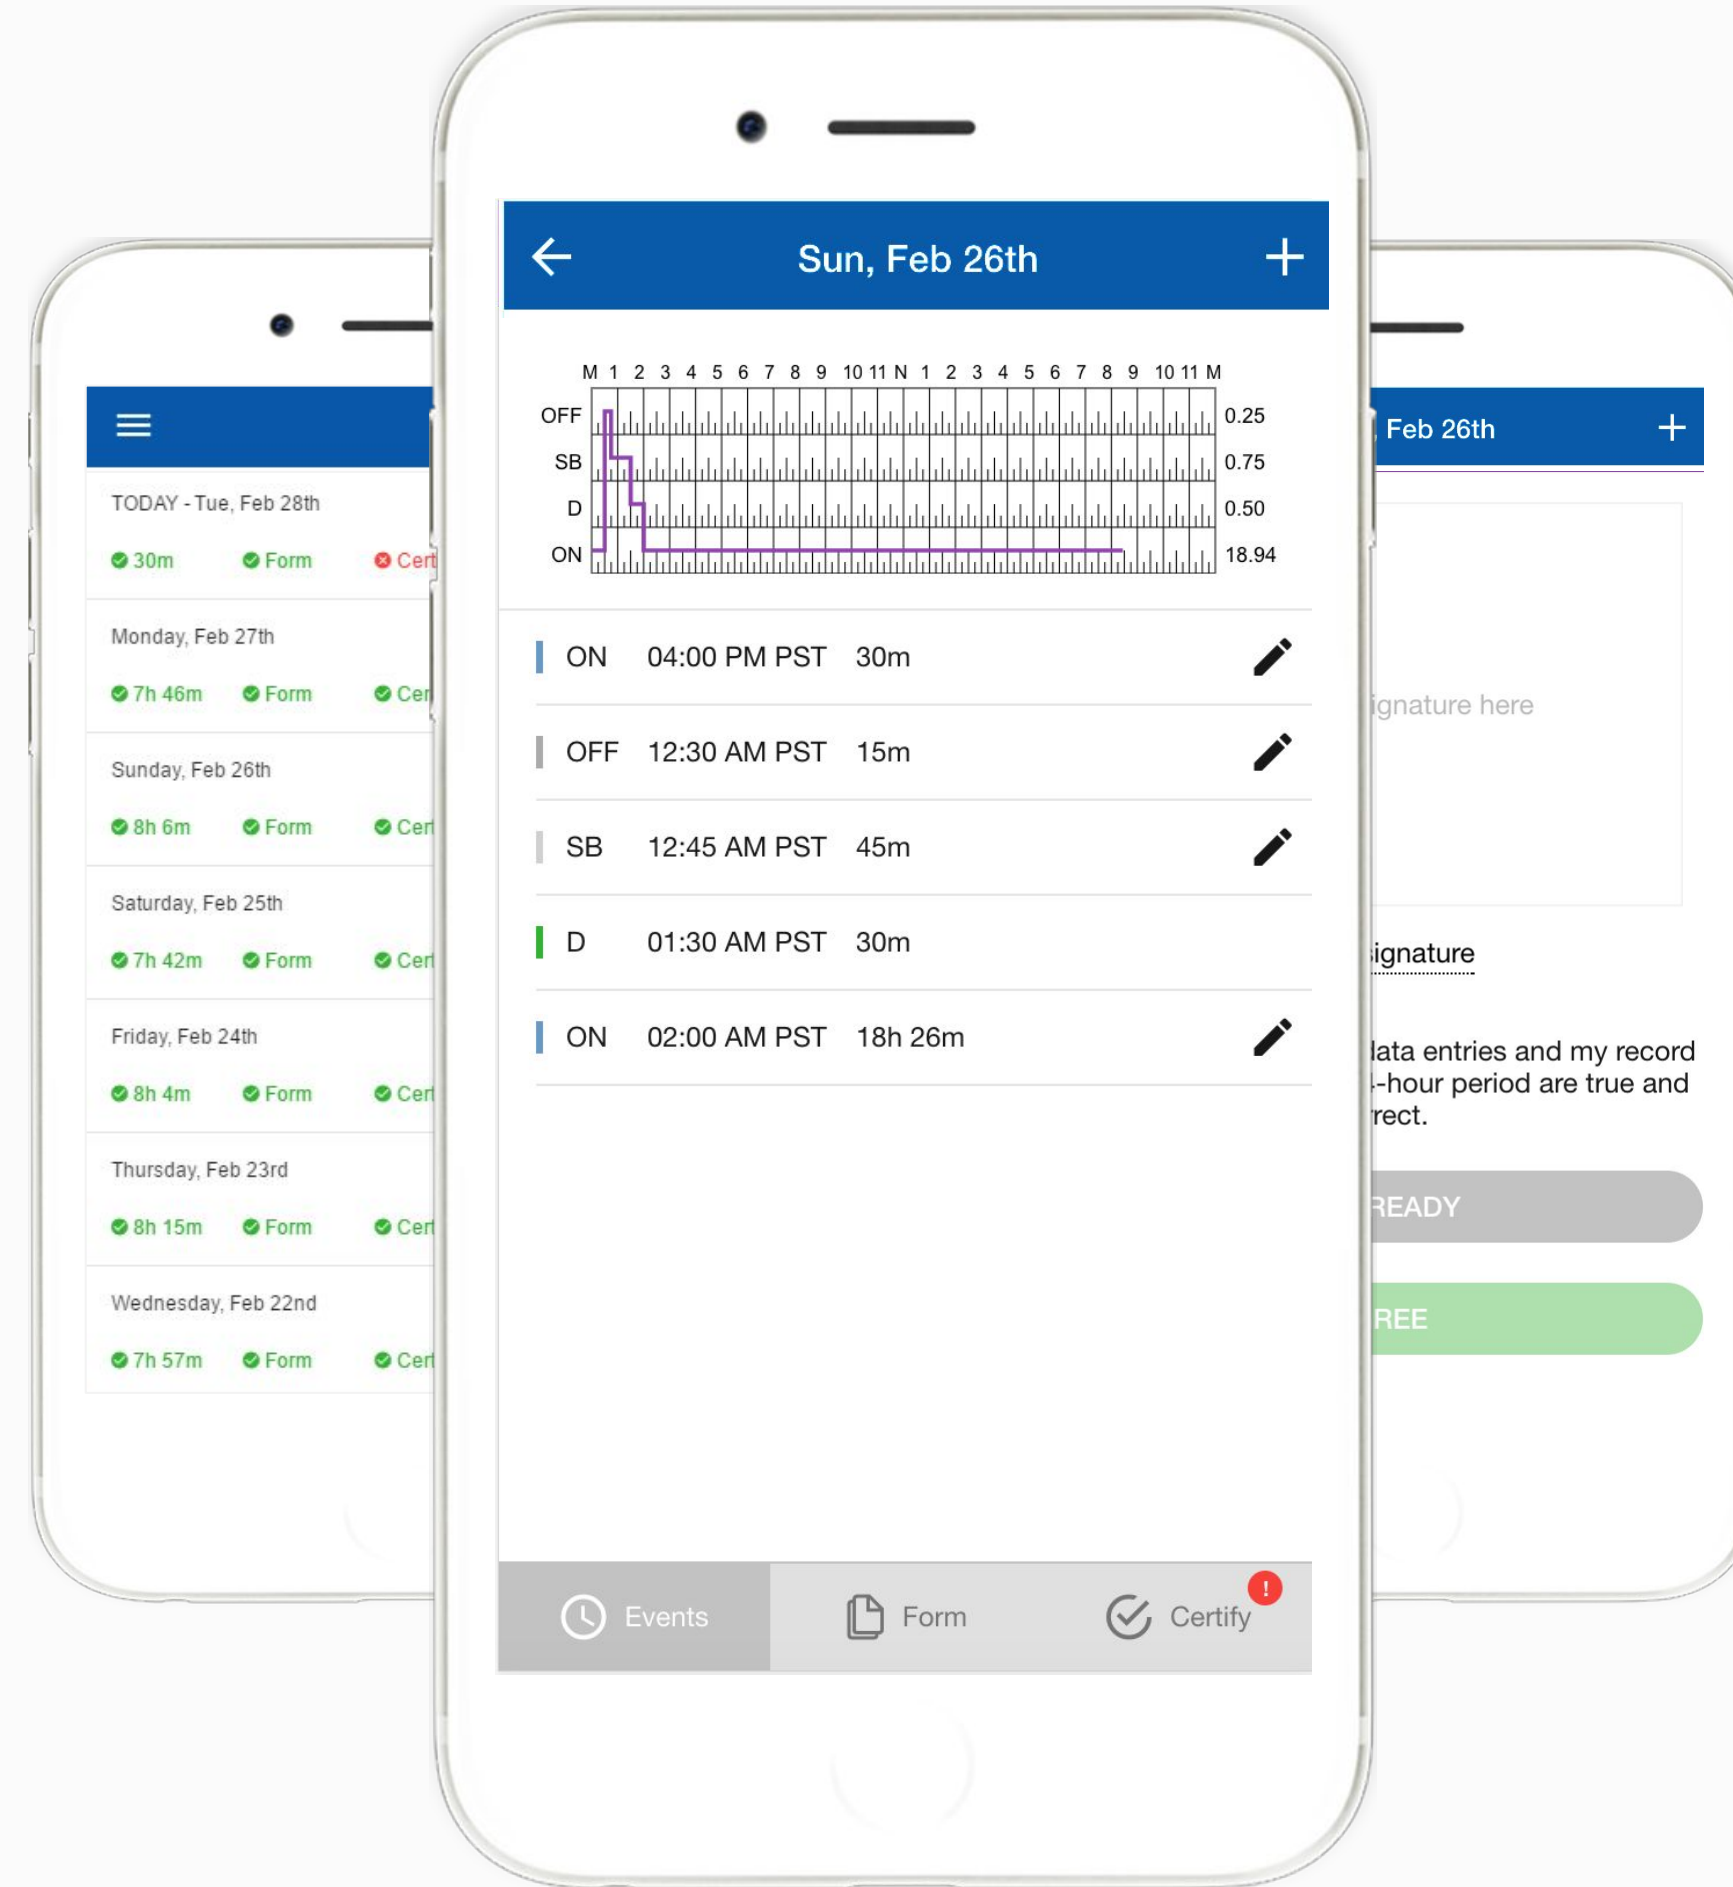 TODAY - Tue, Feb 28th
30m Form
Monday, Feb 27th
7h 46m Form
Sunday, Feb 26th
8h 6m Form
Saturday, Feb 25th
7h 42m Form
Friday, Feb 24th
8h 4m Form
Thursday, Feb 23rd
8h 15m Form
Wednesday, Feb 22nd
7h 57m Form
Sun, Feb 26th
M 1 2 3 4 5 6 7 8 9 10 11 N 1 2 3 4 5 6 7 8 9 10 11 M
OFF 0.25
SB 0.75
D 0.50
ON 18.94
ON 04:00 PM PST 30m
OFF 12:30 AM PST 15m
SB 12:45 AM PST 45m
D 01:30 AM PST 30m
ON 02:00 AM PST 18h 26m
Events Form Certify !
Feb 26th
here
data entries and my record
-hour period are true and